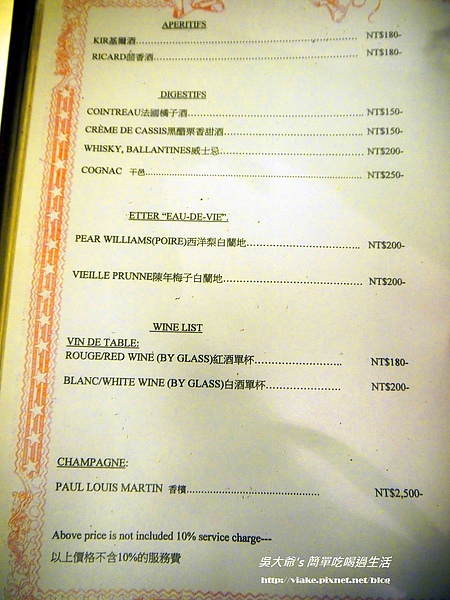 APERITIFS
KIR基爾酒 NT$180-
RICARD茴香酒 NT$180-
DIGESTIFS
COINTREAU法國橘子酒 NT$150-
CRÈME DE CASSIS黑醋栗香甜酒 NT$150-
WHISKY, BALLANTINES威士忌 NT$200-
COGNAC 干邑 NT$250-
ETTER “EAU-DE-VIE”.
PEAR WILLIAMS(POIRE)西洋梨白蘭地 NT$200-
VIEILLE PRUNNE陳年梅子白蘭地 NT$200-
WINE LIST
VIN DE TABLE:
ROUGE/RED WINE (BY GLASS)紅酒單杯 NT$180-
BLANC/WHITE WINE (BY GLASS)白酒單杯 NT$200-
CHAMPAGNE:
PAUL LOUIS MARTIN 香檳 NT$2,500-
Above price is not included 10% service charge---
以上價格不含10%的服務費
吳大爺's 簡單吃喝過生活
http://viake.pixnet.net/blog